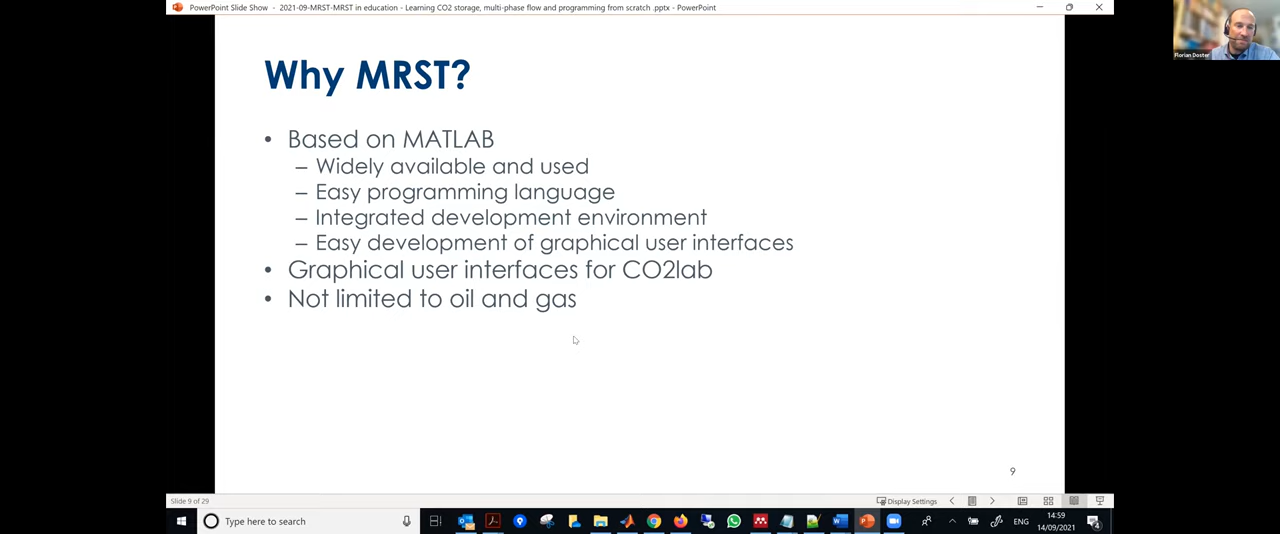 PowerPoint Slide Show - 2021-09-MRST-MRST in education - Learning CO2 storage, multi-phase flow and programming from scratch .pptx - PowerPoint
Florian Doster
Why MRST?
• Based on MATLAB
– Widely available and used
– Easy programming language
– Integrated development environment
– Easy development of graphical user interfaces
• Graphical user interfaces for CO2lab
• Not limited to oil and gas
9
Slide 9 of 29
Display Settings
Type here to search
ENG
14:59
14/09/2021
4